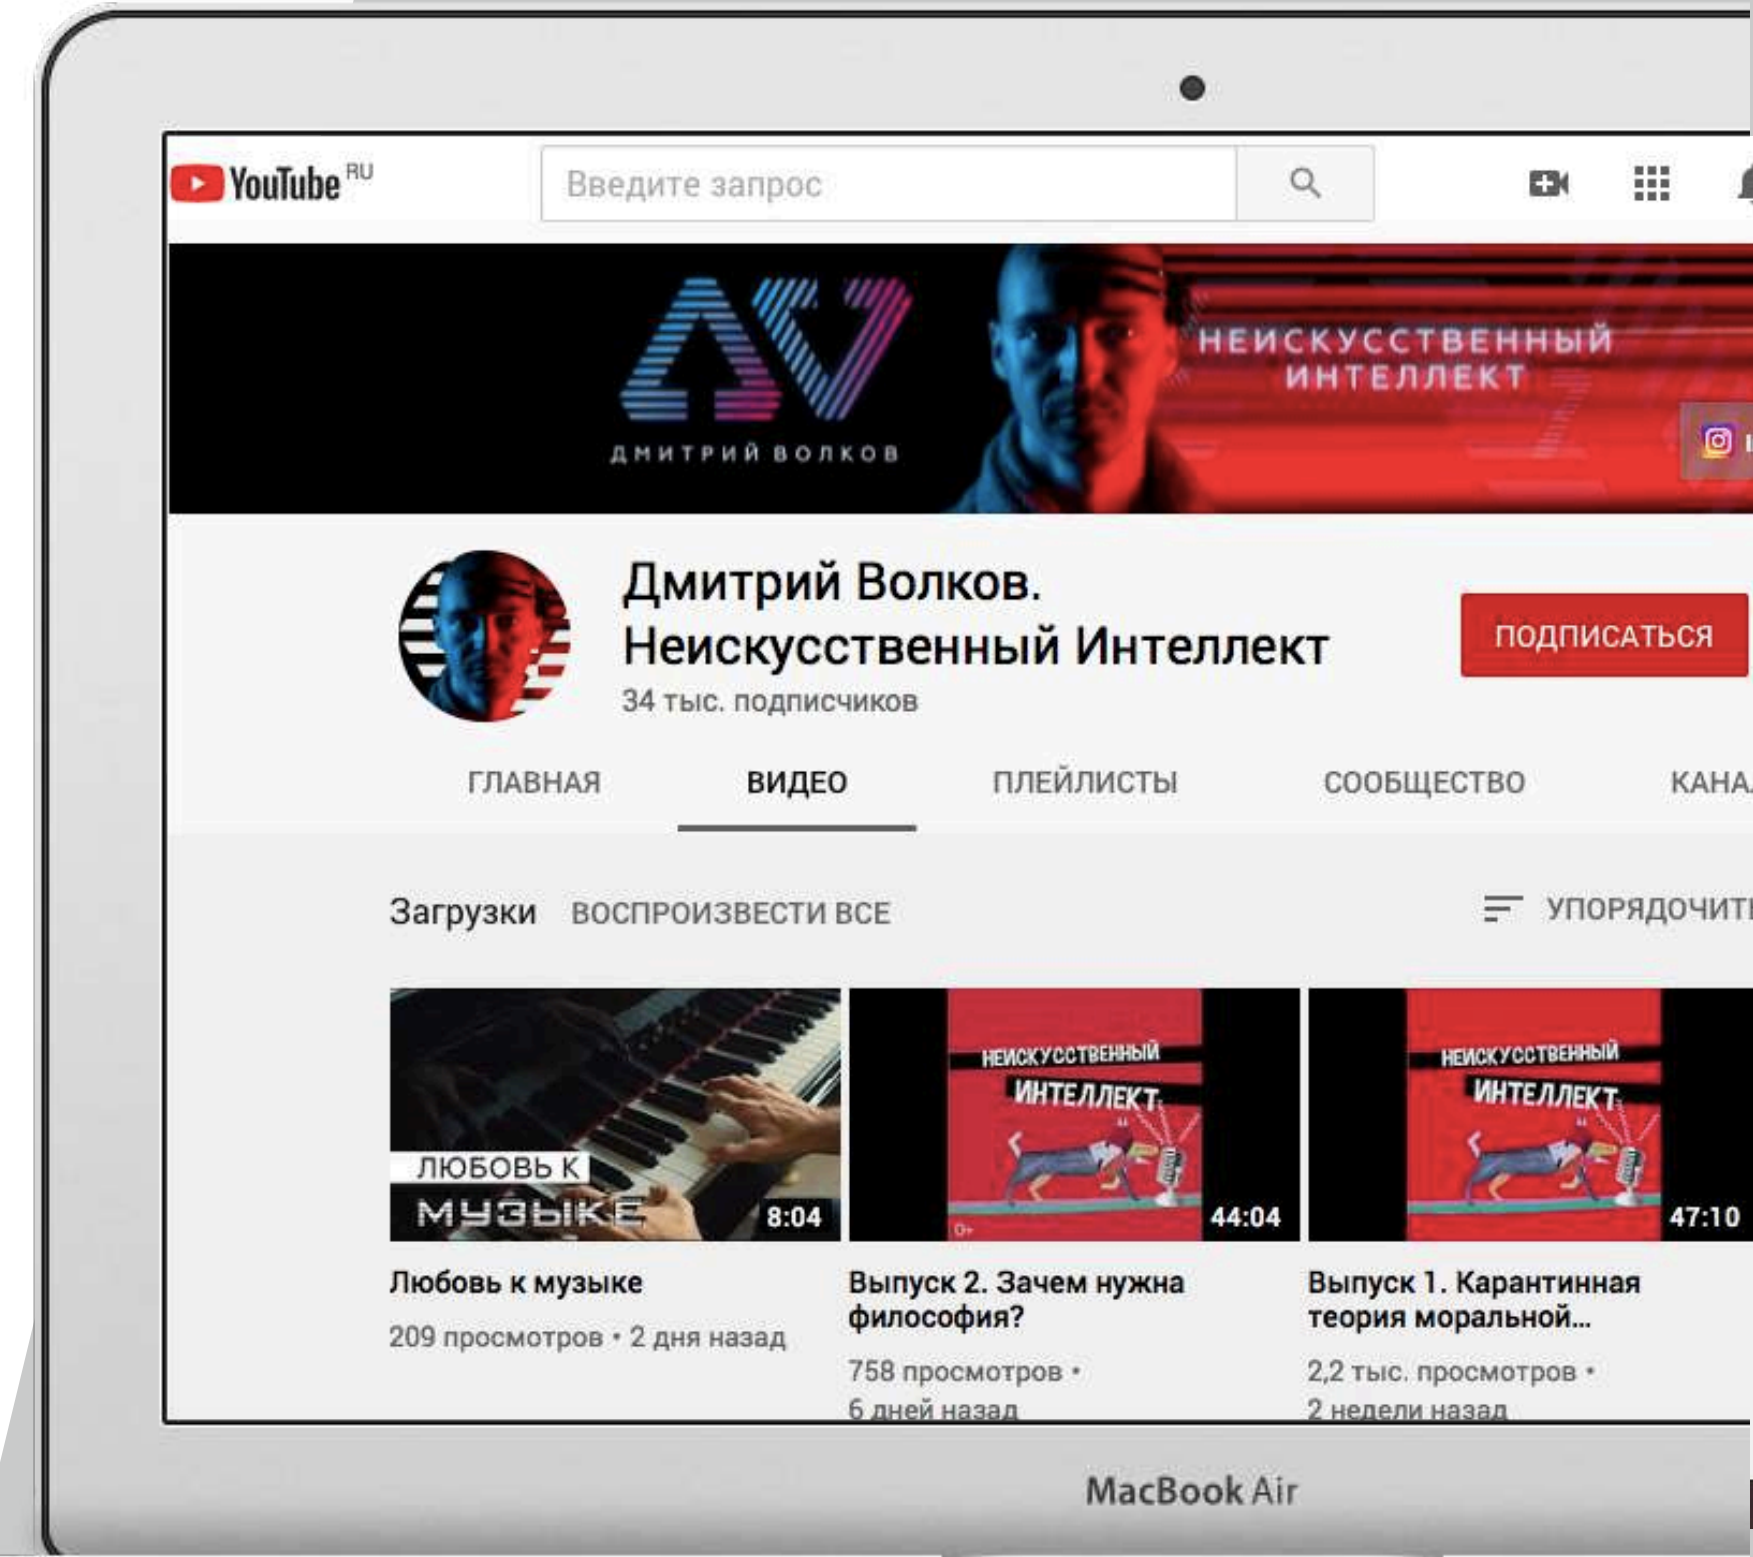 YouTube RU
Введите запрос
ДМИТРИЙ ВОЛКОВ
НЕИСКУССТВЕННЫЙ
ИНТЕЛЛЕКТ
Дмитрий Волков.
Неискусственный Интеллект
34 тыс. подписчиков
ПОДПИСАТЬСЯ
ГЛАВНАЯ ВИДЕО ПЛЕЙЛИСТЫ СООБЩЕСТВО КАНА
Загрузки ВОСПРОИЗВЕСТИ ВСЕ УПОРЯДОЧИТЬ
ЛЮБОВЬ К
МУЗЫКЕ
8:04
НЕИСКУССТВЕННЫЙ
ИНТЕЛЛЕКТ
0+
44:04
НЕИСКУССТВЕННЫЙ
ИНТЕЛЛЕКТ
47:10
Любовь к музыке
209 просмотров • 2 дня назад
Выпуск 2. Зачем нужна
философия?
758 просмотров •
6 дней назад
Выпуск 1. Карантинная
теория моральной...
2,2 тыс. просмотров •
2 недели назад
MacBook Air